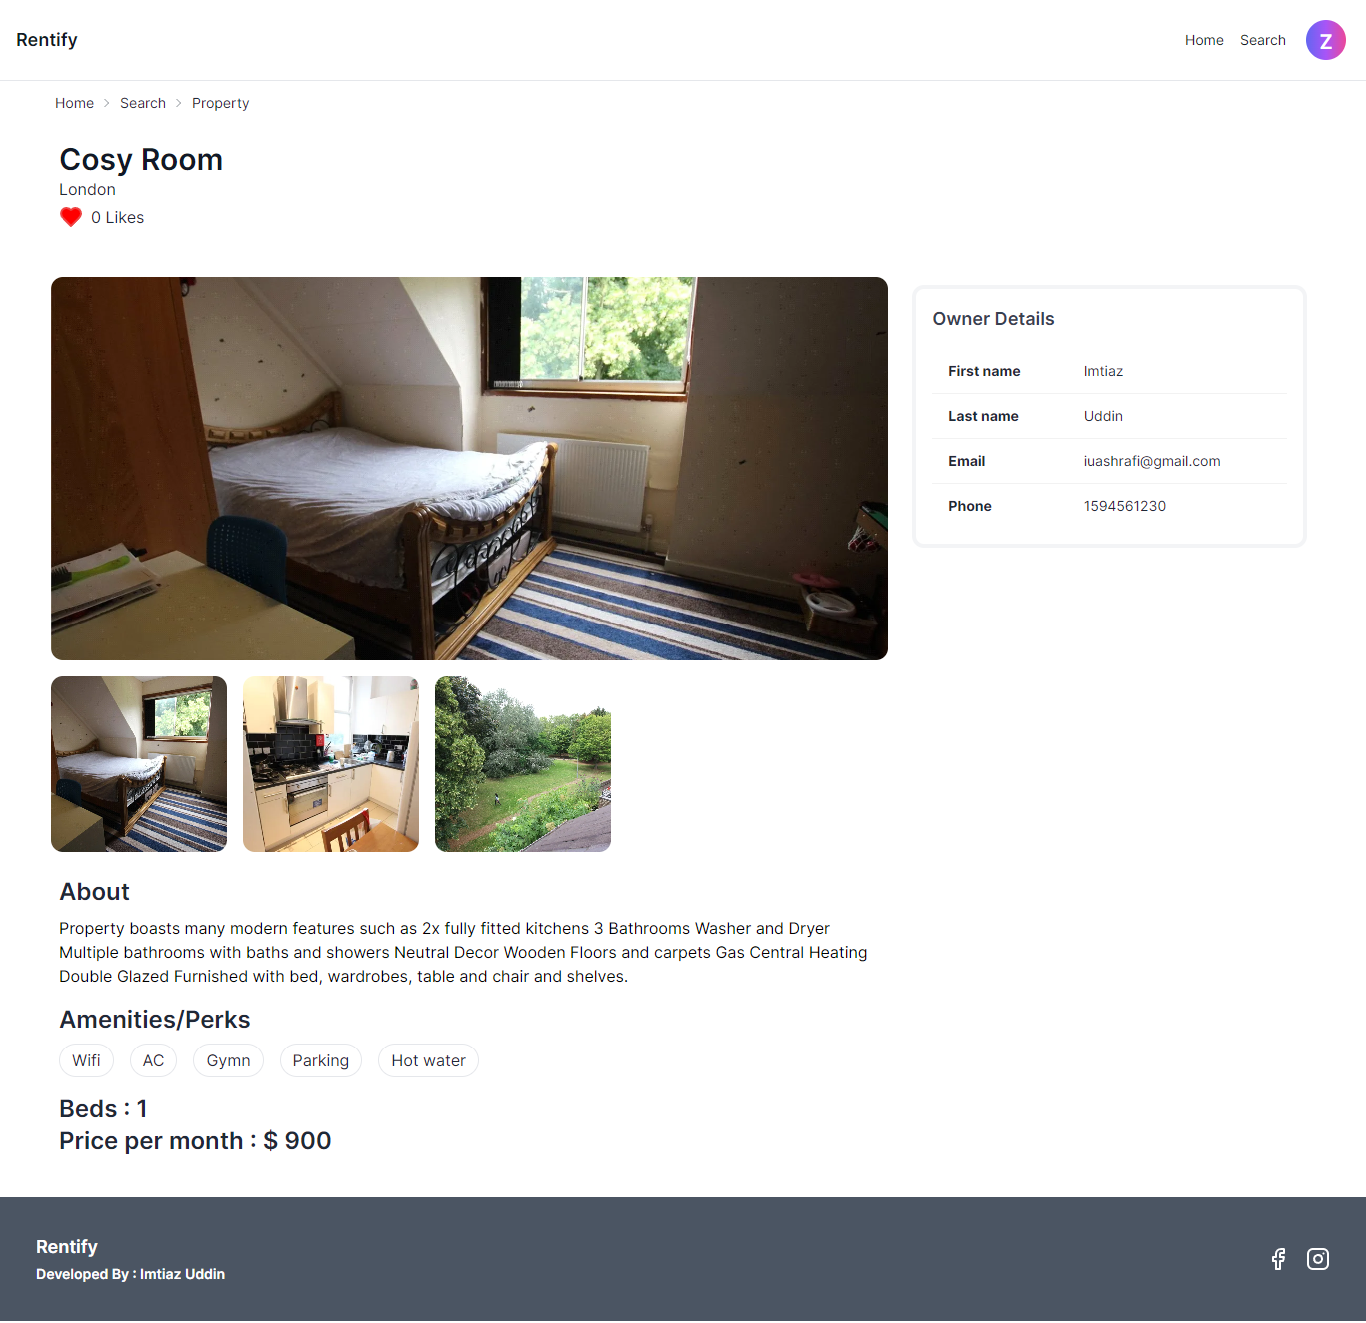 Rentify
Home Search Z
Home > Search > Property
Cosy Room
London
0 Likes
Owner Details
First name Imtiaz
Last name Uddin
Email iuashrafi@gmail.com
Phone 1594561230
About
Property boasts many modern features such as 2x fully fitted kitchens 3 Bathrooms Washer and Dryer
Multiple bathrooms with baths and showers Neutral Decor Wooden Floors and carpets Gas Central Heating
Double Glazed Furnished with bed, wardrobes, table and chair and shelves.
Amenities/Perks
Wifi AC Gymn Parking Hot water
Beds : 1
Price per month : $ 900
Rentify
Developed By : Imtiaz Uddin